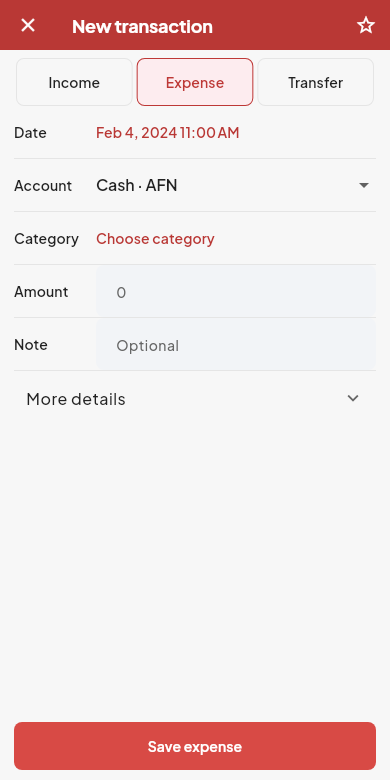 New transaction
Income Expense Transfer
Date Feb 4, 2024 11:00 AM
Account Cash · AFN
Category Choose category
Amount 0
Note Optional
More details
Save expense